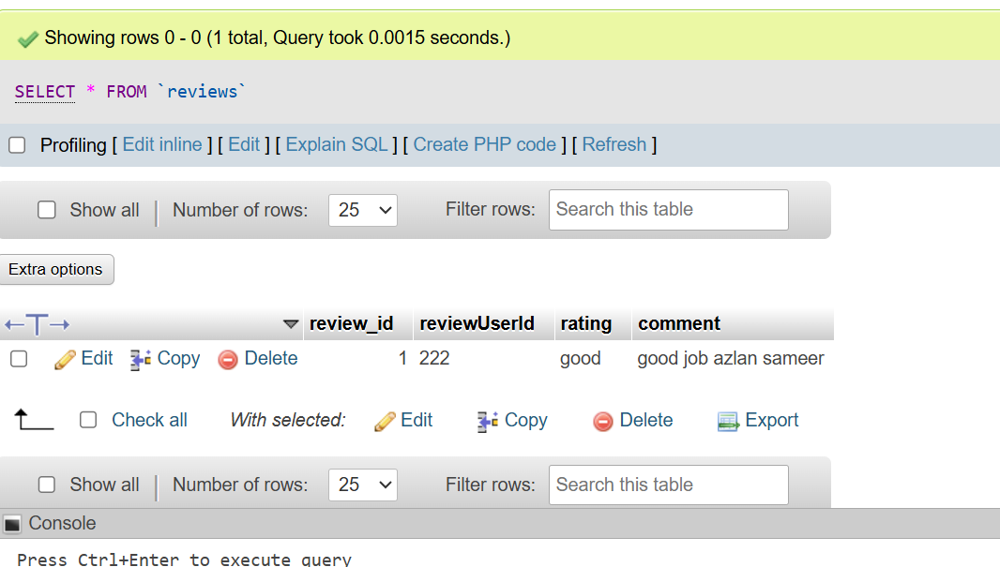 Showing rows 0 - 0 (1 total, Query took 0.0015 seconds.)
SELECT * FROM `reviews`
Profiling [ Edit inline ] [ Edit ] [ Explain SQL ] [ Create PHP code ] [ Refresh ]
Show all | Number of rows: 25 Filter rows: Search this table
Extra options
review_id reviewUserId rating comment
Edit Copy Delete 1 222 good good job azlan sameer
Check all With selected: Edit Copy Delete Export
Show all | Number of rows: 25 Filter rows: Search this table
Console
Press Ctrl+Enter to execute query